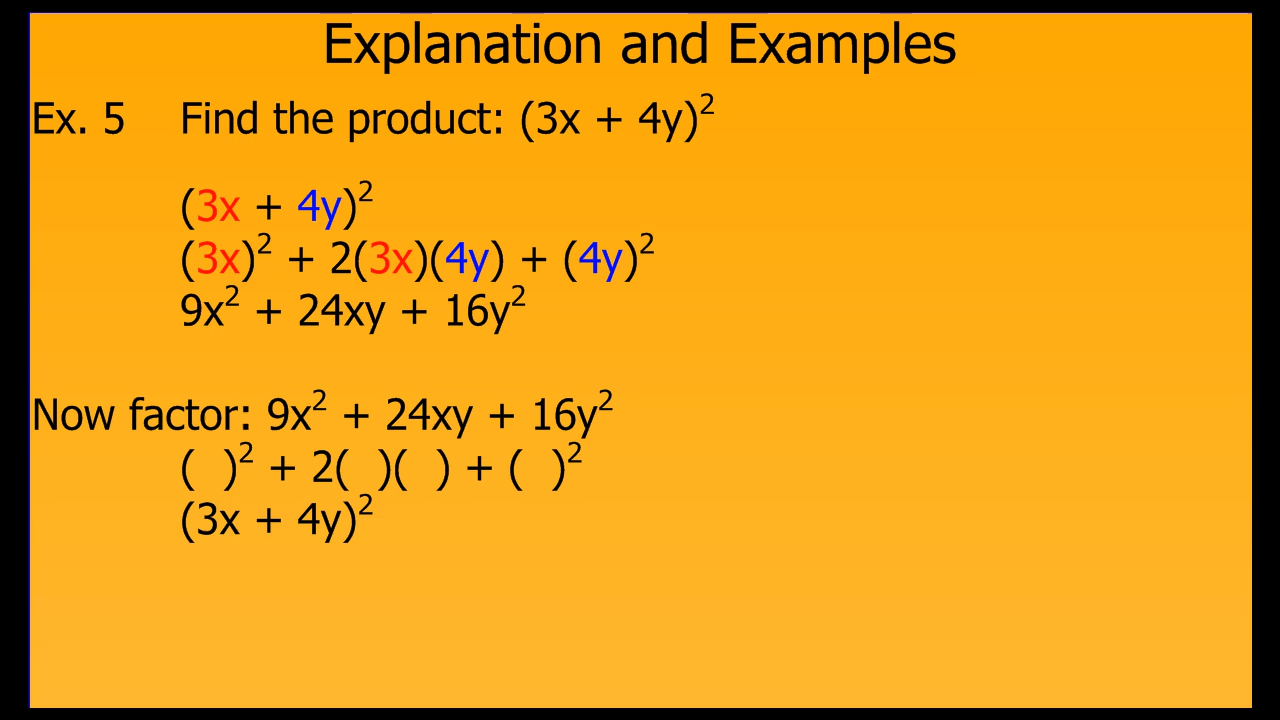 Explanation and Examples
Ex. 5 Find the product: (3x + 4y)²
(3x + 4y)²
(3x)² + 2(3x)(4y) + (4y)²
9x² + 24xy + 16y²
Now factor: 9x² + 24xy + 16y²
( )² + 2( )( ) + ( )²
(3x + 4y)²